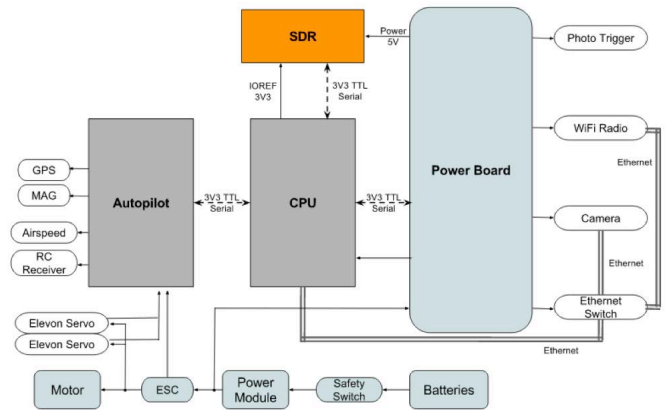 SDR
Power
5V
Photo Trigger
IOREF
3V3
3V3 TTL
Serial
WiFi Radio
Ethernet
GPS
MAG
Autopilot
3V3 TTL
Serial
CPU
3V3 TTL
Serial
Power Board
Airspeed
RC
Receiver
Camera
Ethernet
Ethernet
Switch
Elevon Servo
Elevon Servo
Ethernet
Motor
ESC
Power
Module
Safety
Switch
Batteries